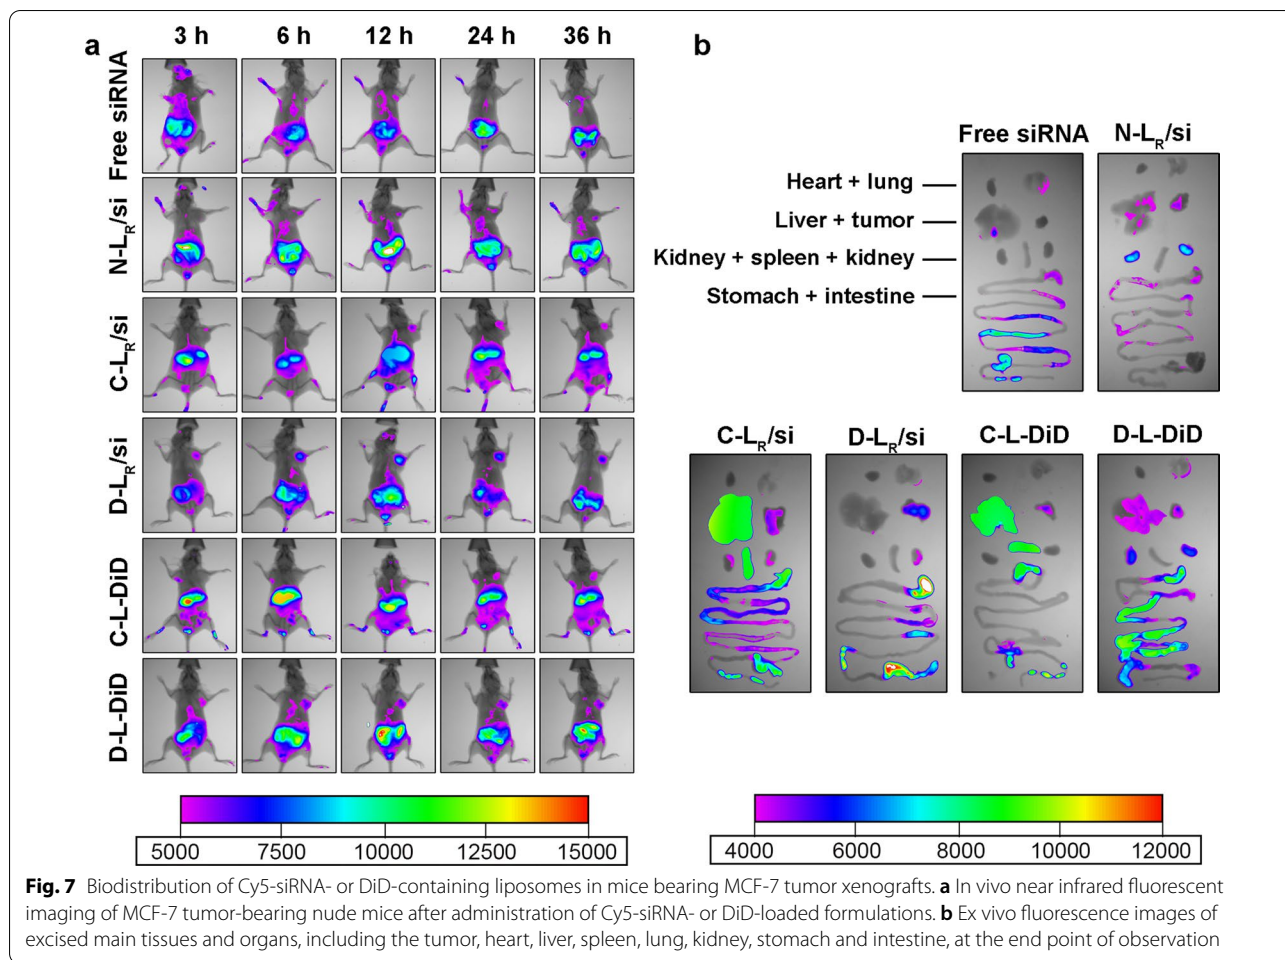 a
3 h 6 h 12 h 24 h 36 h
Free siRNA
N-LR/si
C-LR/si
D-LR/si
C-L-DiD
D-L-DiD
5000 7500 10000 12500 15000
b
Free siRNA N-LR/si
Heart + lung
Liver + tumor
Kidney + spleen + kidney
Stomach + intestine
C-LR/si D-LR/si C-L-DiD D-L-DiD
4000 6000 8000 10000 12000
Fig. 7 Biodistribution of Cy5-siRNA- or DiD-containing liposomes in mice bearing MCF-7 tumor xenografts. a In vivo near infrared fluorescent
imaging of MCF-7 tumor-bearing nude mice after administration of Cy5-siRNA- or DiD-loaded formulations. b Ex vivo fluorescence images of
excised main tissues and organs, including the tumor, heart, liver, spleen, lung, kidney, stomach and intestine, at the end point of observation